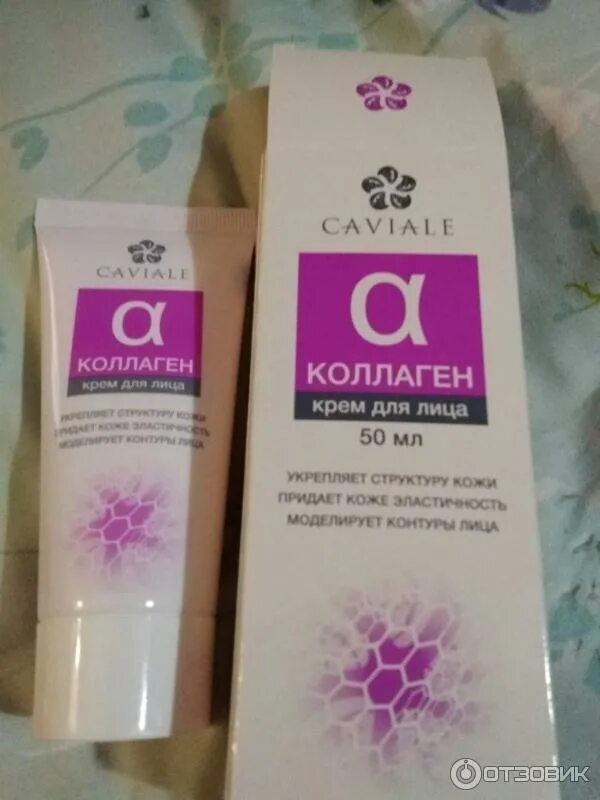 CAVIALE
α
КОЛЛАГЕН
крем для лица
УКРЕПЛЯЕТ СТРУКТУРУ КОЖИ
ПРИДАЕТ КОЖЕ ЭЛАСТИЧНОСТЬ
МОДЕЛИРУЕТ КОНТУРЫ ЛИЦА
CAVIALE
α
КОЛЛАГЕН
крем для лица
50 мл
УКРЕПЛЯЕТ СТРУКТУРУ КОЖИ
ПРИДАЕТ КОЖЕ ЭЛАСТИЧНОСТЬ
МОДЕЛИРУЕТ КОНТУРЫ ЛИЦА
ОТЗОВИК